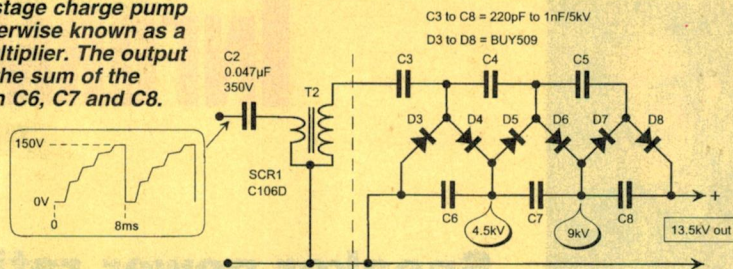 stage charge pump
erwise known as a
ltiplier. The output
he sum of the
n C6, C7 and C8.
C3 to C8 = 220pF to 1nF/5kV
D3 to D8 = BUY509
C2
0.047µF
350V
T2
C3
C4
C5
D3
D4
D5
D6
D7
D8
SCR1
C106D
150V
0V
0
8ms
C6
C7
C8
4.5kV
9kV
+
13.5kV out